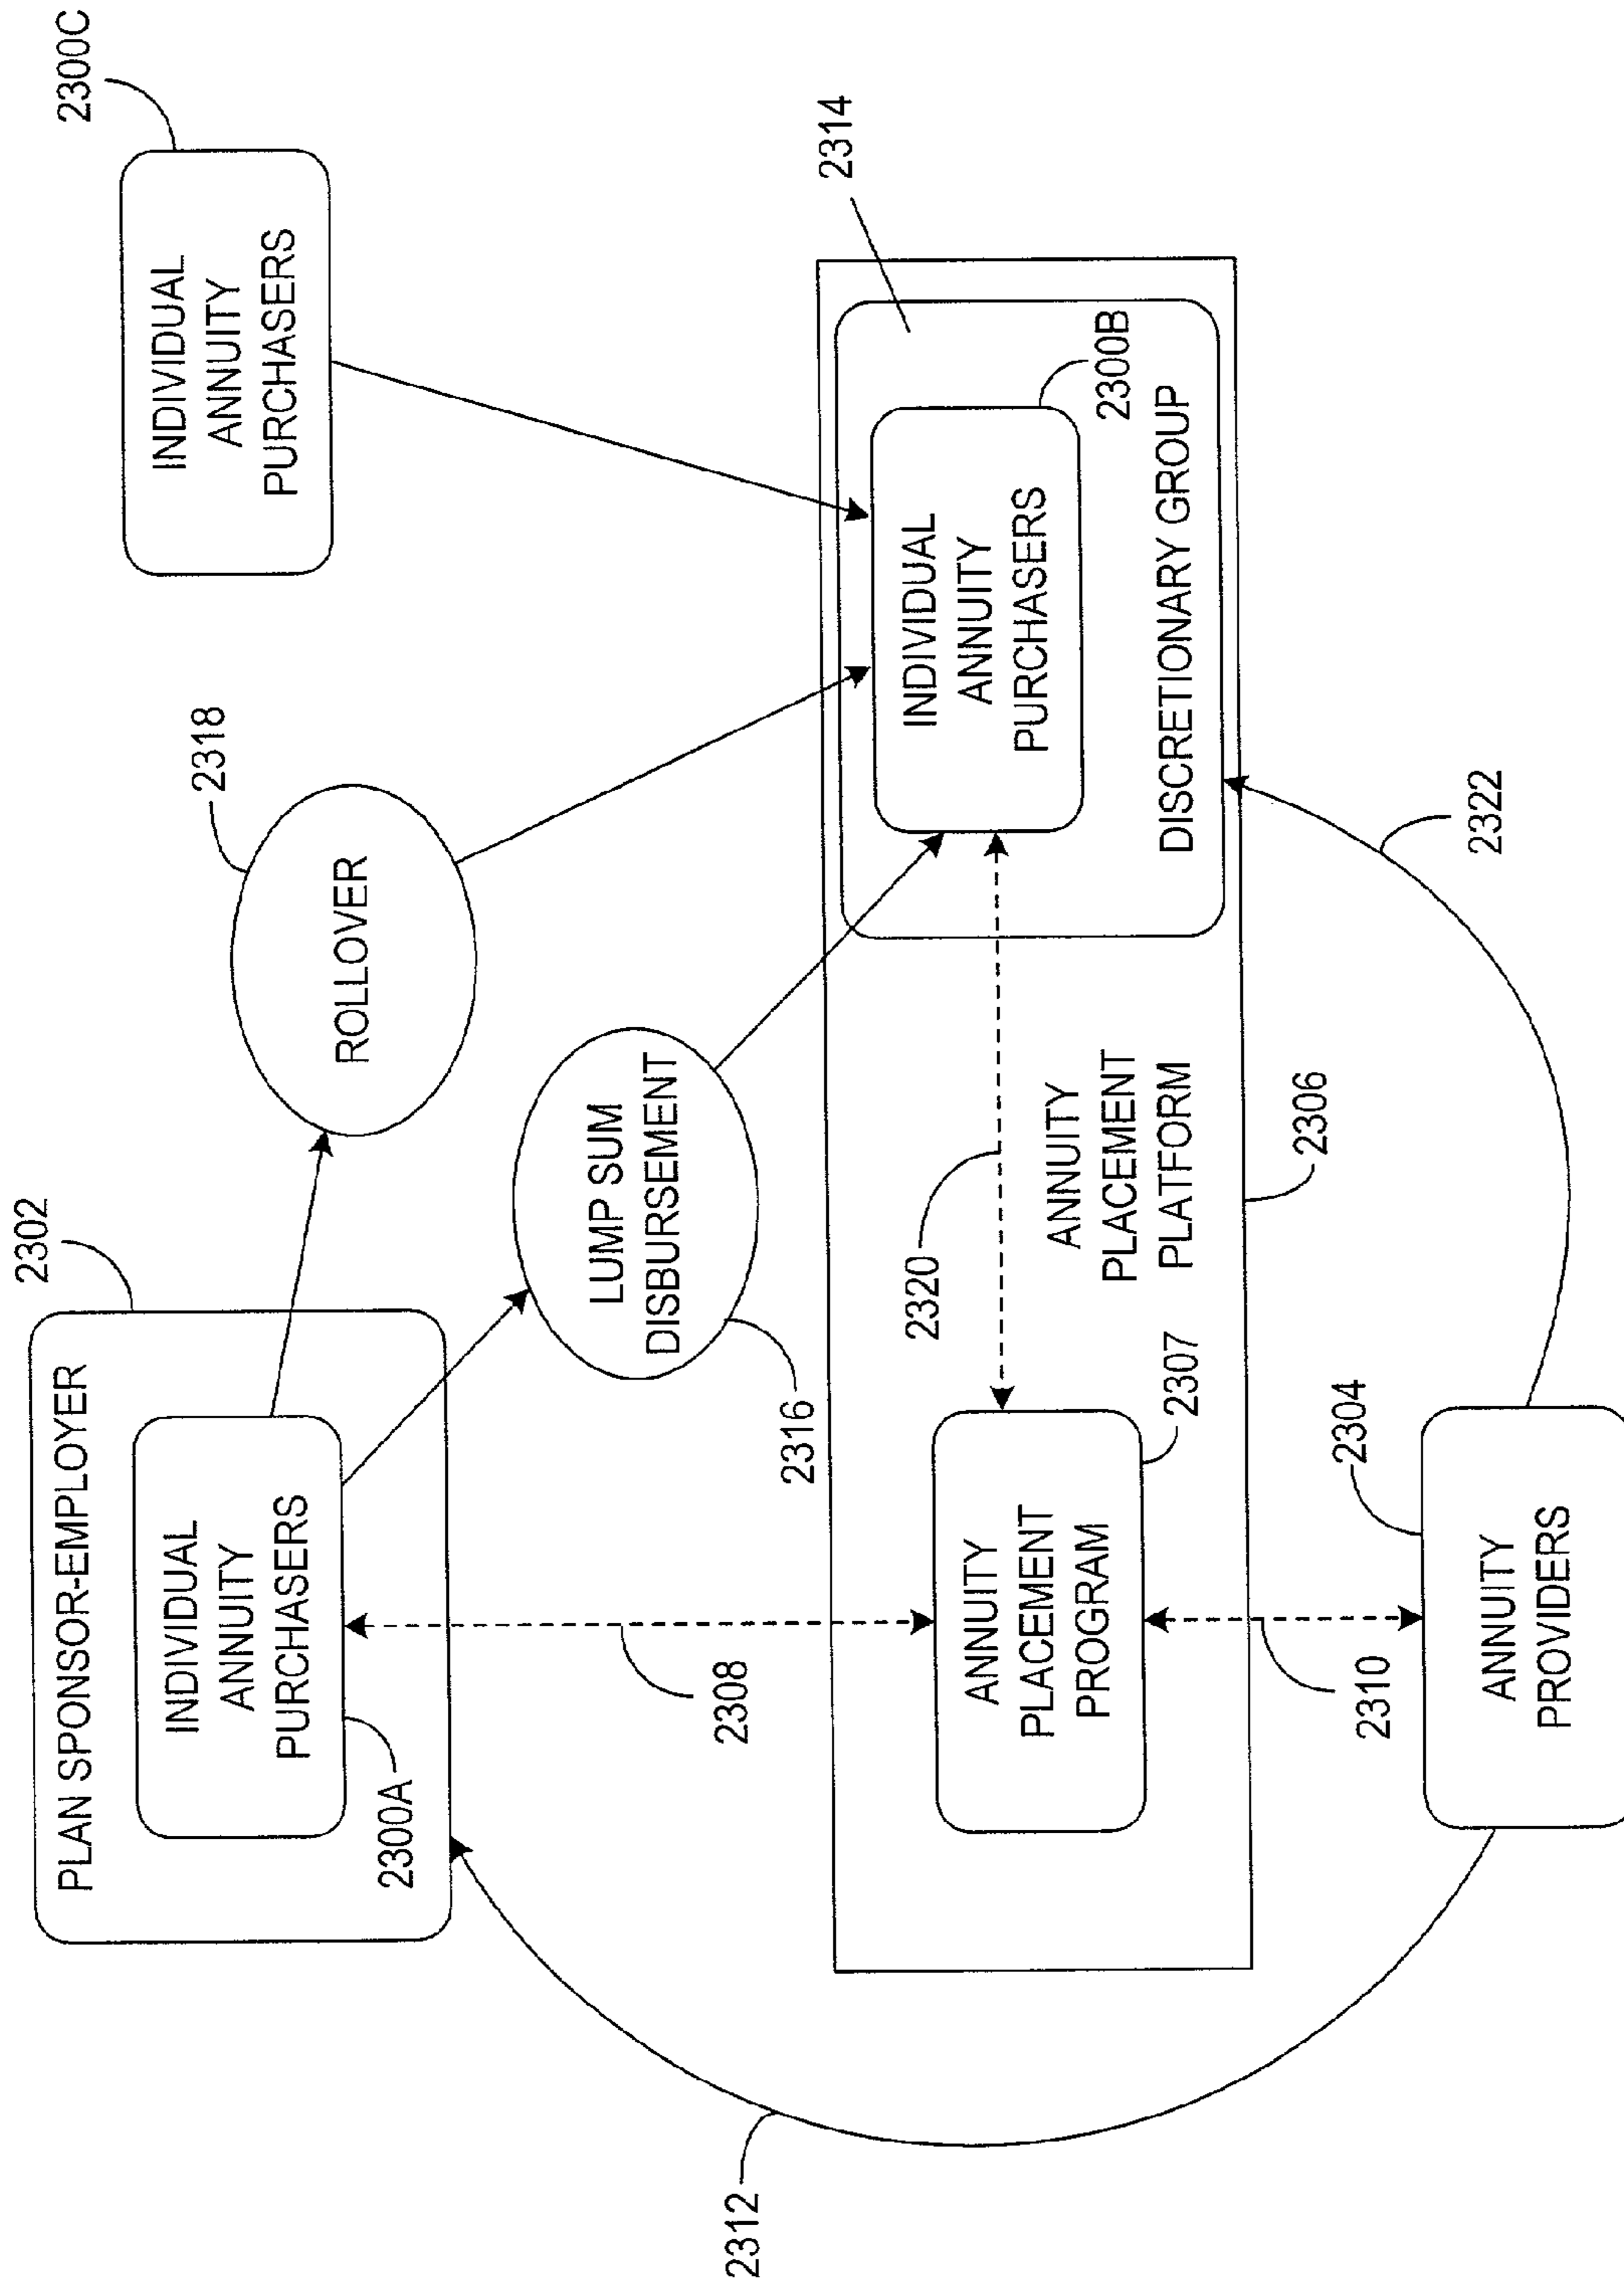 PLAN SPONSOR-EMPLOYER
2302
INDIVIDUAL
ANNUITY
PURCHASERS
2300A
ROLLOVER
2318
INDIVIDUAL
ANNUITY
PURCHASERS
2300C
LUMP SUM
DISBURSEMENT
2316
2308
2312
ANNUITY
PLACEMENT
PROGRAM
2307
2320
ANNUITY
PLACEMENT
PLATFORM
2306
INDIVIDUAL
ANNUITY
PURCHASERS
2300B
DISCRETIONARY GROUP
2314
2310
ANNUITY
PROVIDERS
2304
2322